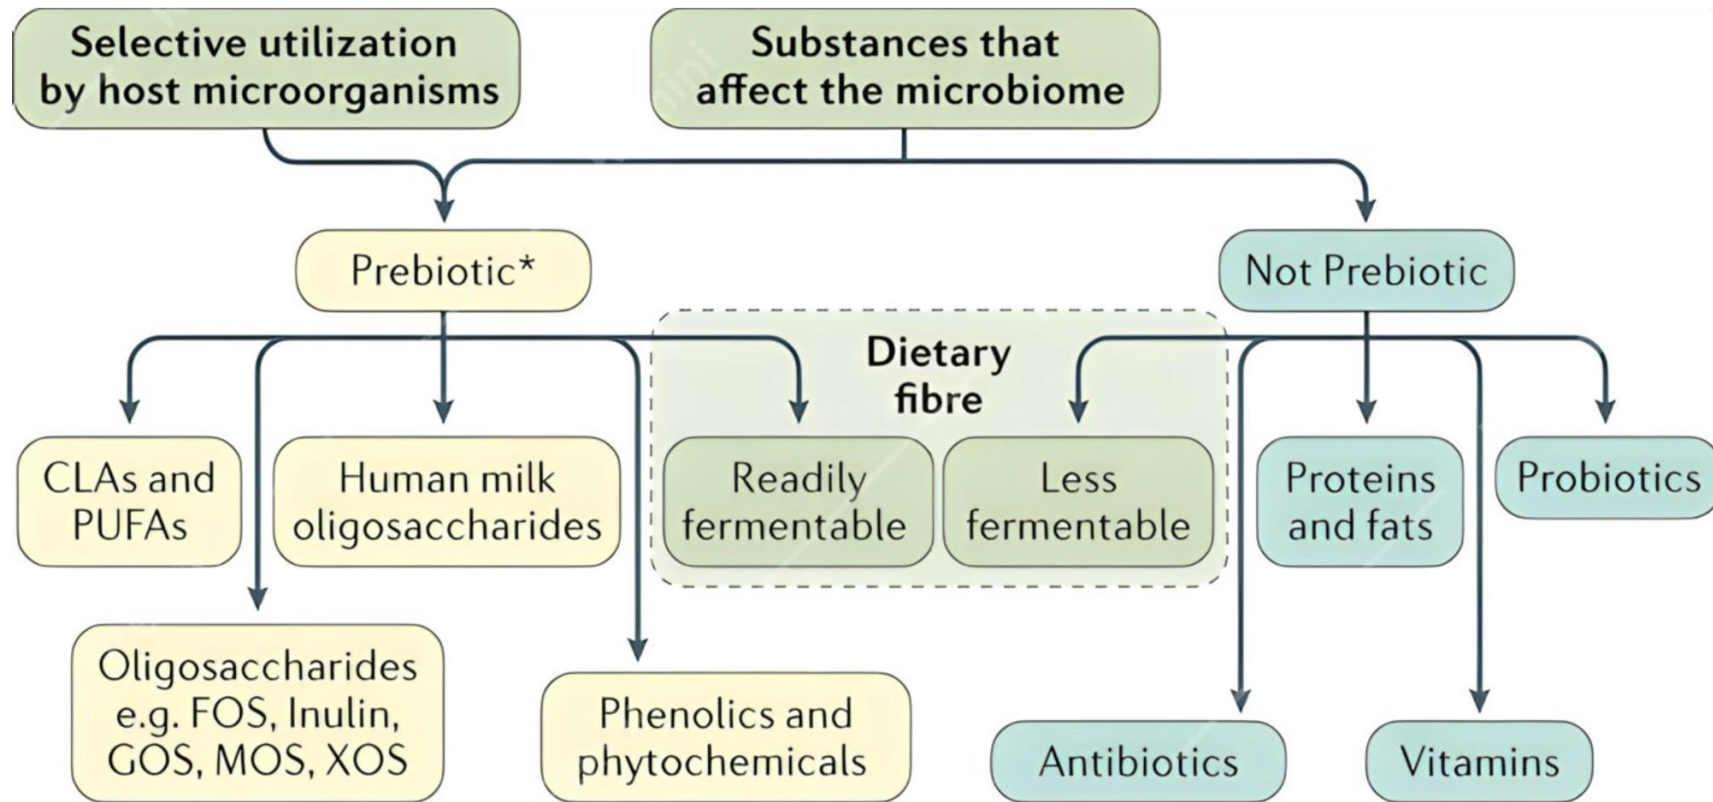 Selective utilization
by host microorganisms
Substances that
affect the microbiome
Prebiotic*
Not Prebiotic
Dietary
fibre
CLAs and
PUFAs
Human milk
oligosaccharides
Readily
fermentable
Less
fermentable
Proteins
and fats
Probiotics
Oligosaccharides
e.g. FOS, Inulin,
GOS, MOS, XOS
Phenolics and
phytochemicals
Antibiotics
Vitamins